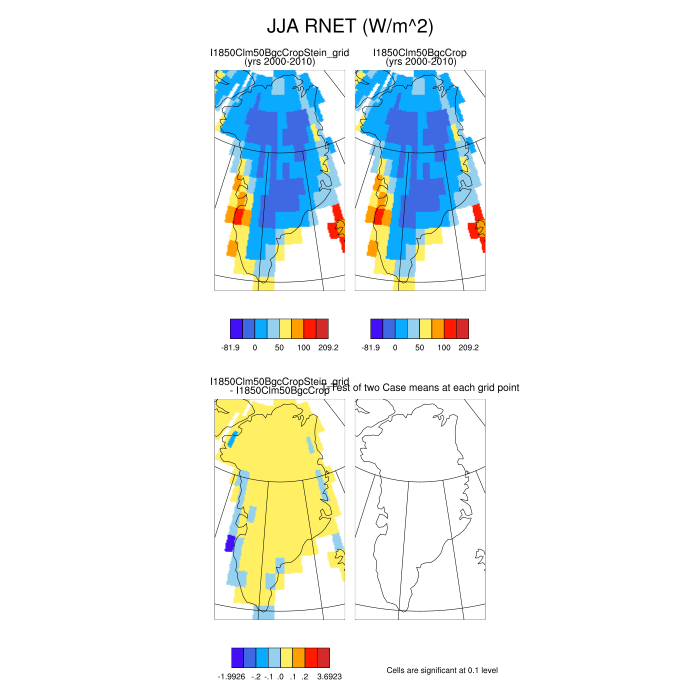 JJA RNET (W/m^2)
I1850Clm50BgcCropStein_grid
(yrs 2000-2010)
I1850Clm50BgcCrop
(yrs 2000-2010)
-81.9 0 50 100 209.2
-81.9 0 50 100 209.2
I1850Clm50BgcCropStein_grid
- I1850Clm50BgcCrop
T-Test of two Case means at each grid point
-1.9926 -.2 -.1 .0 .1 .2 3.6923
Cells are significant at 0.1 level